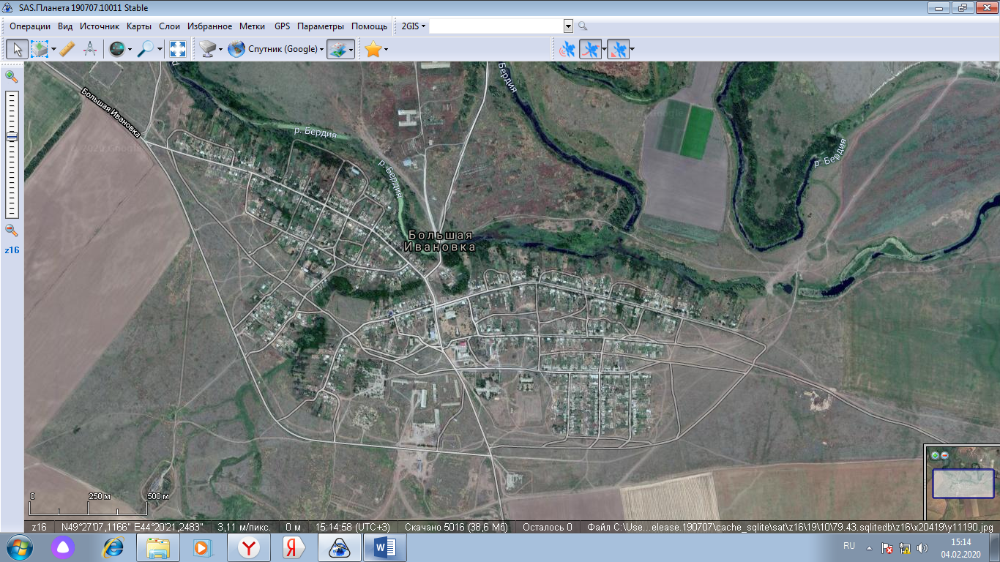 SAS.Планета 190707.10011 Stable
Операции Вид Источник Карты Слои Избранное Метки GPS Параметры Помощь 2GIS
Спутник (Google)
z16
Большая Ивановка
р. Бердия
р. Бердия
Бердия
р. Бердия
Большая
Ивановка
0 250 м 500 м
z16 N49°27'07,1166" E44°20'21,2483" 3,11 м/пикс. 0 м 15:14:58 (UTC+3) Скачано 5016 (38,6 Мб) Осталось 0 Файл C:\Use...elease.190707\cache_sqlite\sat\z16\19\10\79.43.sqlitedb\z16\x20419\y11190.jpg
RU
15:14
04.02.2020